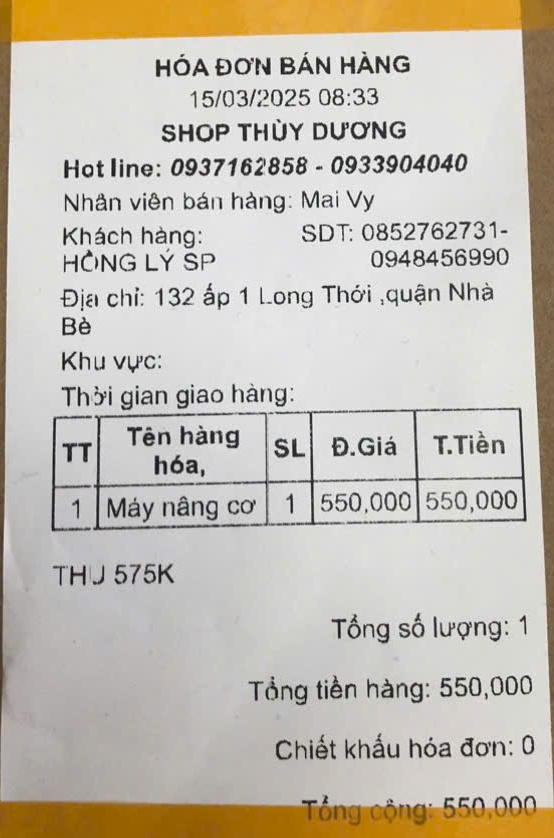 HÓA ĐƠN BÁN HÀNG
15/03/2025 08:33
SHOP THÙY DƯƠNG
Hot line: 0937162858 - 0933904040
Nhân viên bán hàng: Mai Vy
Khách hàng: SDT: 0852762731-
HỒNG LÝ SP 0948456990
Địa chỉ: 132 ấp 1 Long Thới ,quận Nhà
Bè
Khu vực:
Thời gian giao hàng:
TT Tên hàng hóa, SL Đ.Giá T.Tiền
1 Máy nâng cơ 1 550,000 550,000
THU 575K
Tổng số lượng: 1
Tổng tiền hàng: 550,000
Chiết khấu hóa đơn: 0
Tổng cộng: 550,000